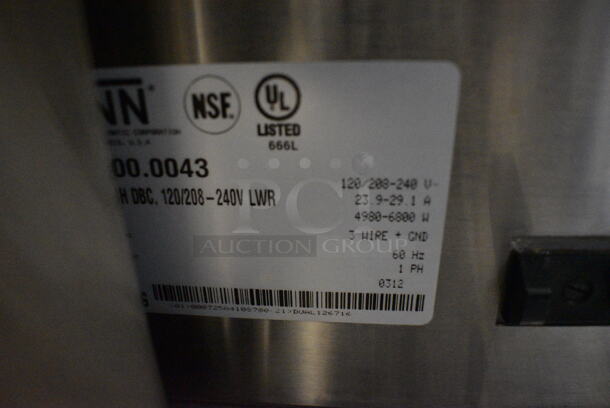 NN®
NSF.
UL
LISTED
666L
00.0043
H DBC, 120/208-240V LWR
120/208-240 V~
23.9-29.1 A
4980-6800 W
3 WIRE + GND
60 Hz
1 PH
0312
PCI
AUCTION GROUP